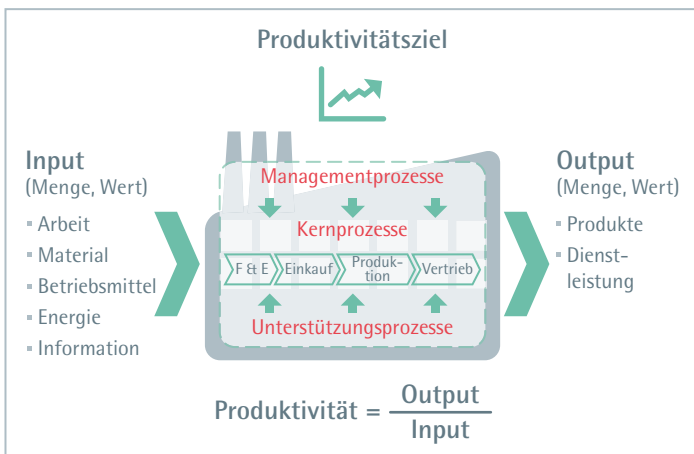 Produktivitätsziel
Input
(Menge, Wert)
Arbeit
Material
Betriebsmittel
Energie
Information
Managementprozesse
Kernprozesse
F & E
Einkauf
Produk-
tion
Vertrieb
Unterstützungsprozesse
Output
(Menge, Wert)
Produkte
Dienst-
leistung
Produktivität = Output
Input